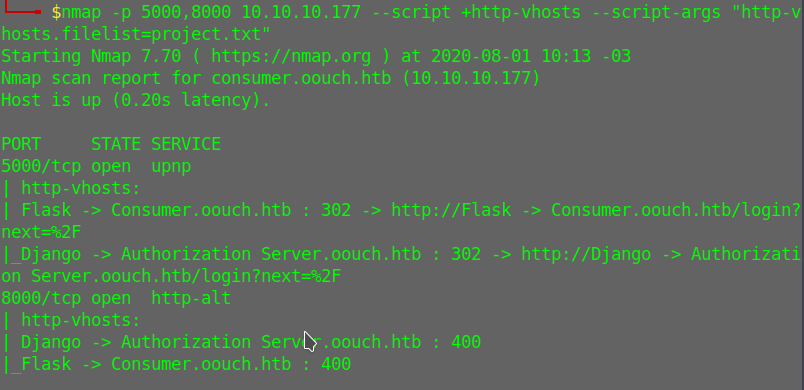 $nmap -p 5000,8000 10.10.10.177 --script +http-vhosts --script-args "http-v
hosts.filelist=project.txt"
Starting Nmap 7.70 ( https://nmap.org ) at 2020-08-01 10:13 -03
Nmap scan report for consumer.oouch.htb (10.10.10.177)
Host is up (0.20s latency).
PORT     STATE SERVICE
5000/tcp open  upnp
| http-vhosts:
| Flask -> Consumer.oouch.htb : 302 -> http://Flask -> Consumer.oouch.htb/login?
next=%2F
|_Django -> Authorization Server.oouch.htb : 302 -> http://Django -> Authorizati
on Server.oouch.htb/login?next=%2F
8000/tcp open  http-alt
| http-vhosts:
| Django -> Authorization Server.oouch.htb : 400
|_Flask -> Consumer.oouch.htb : 400